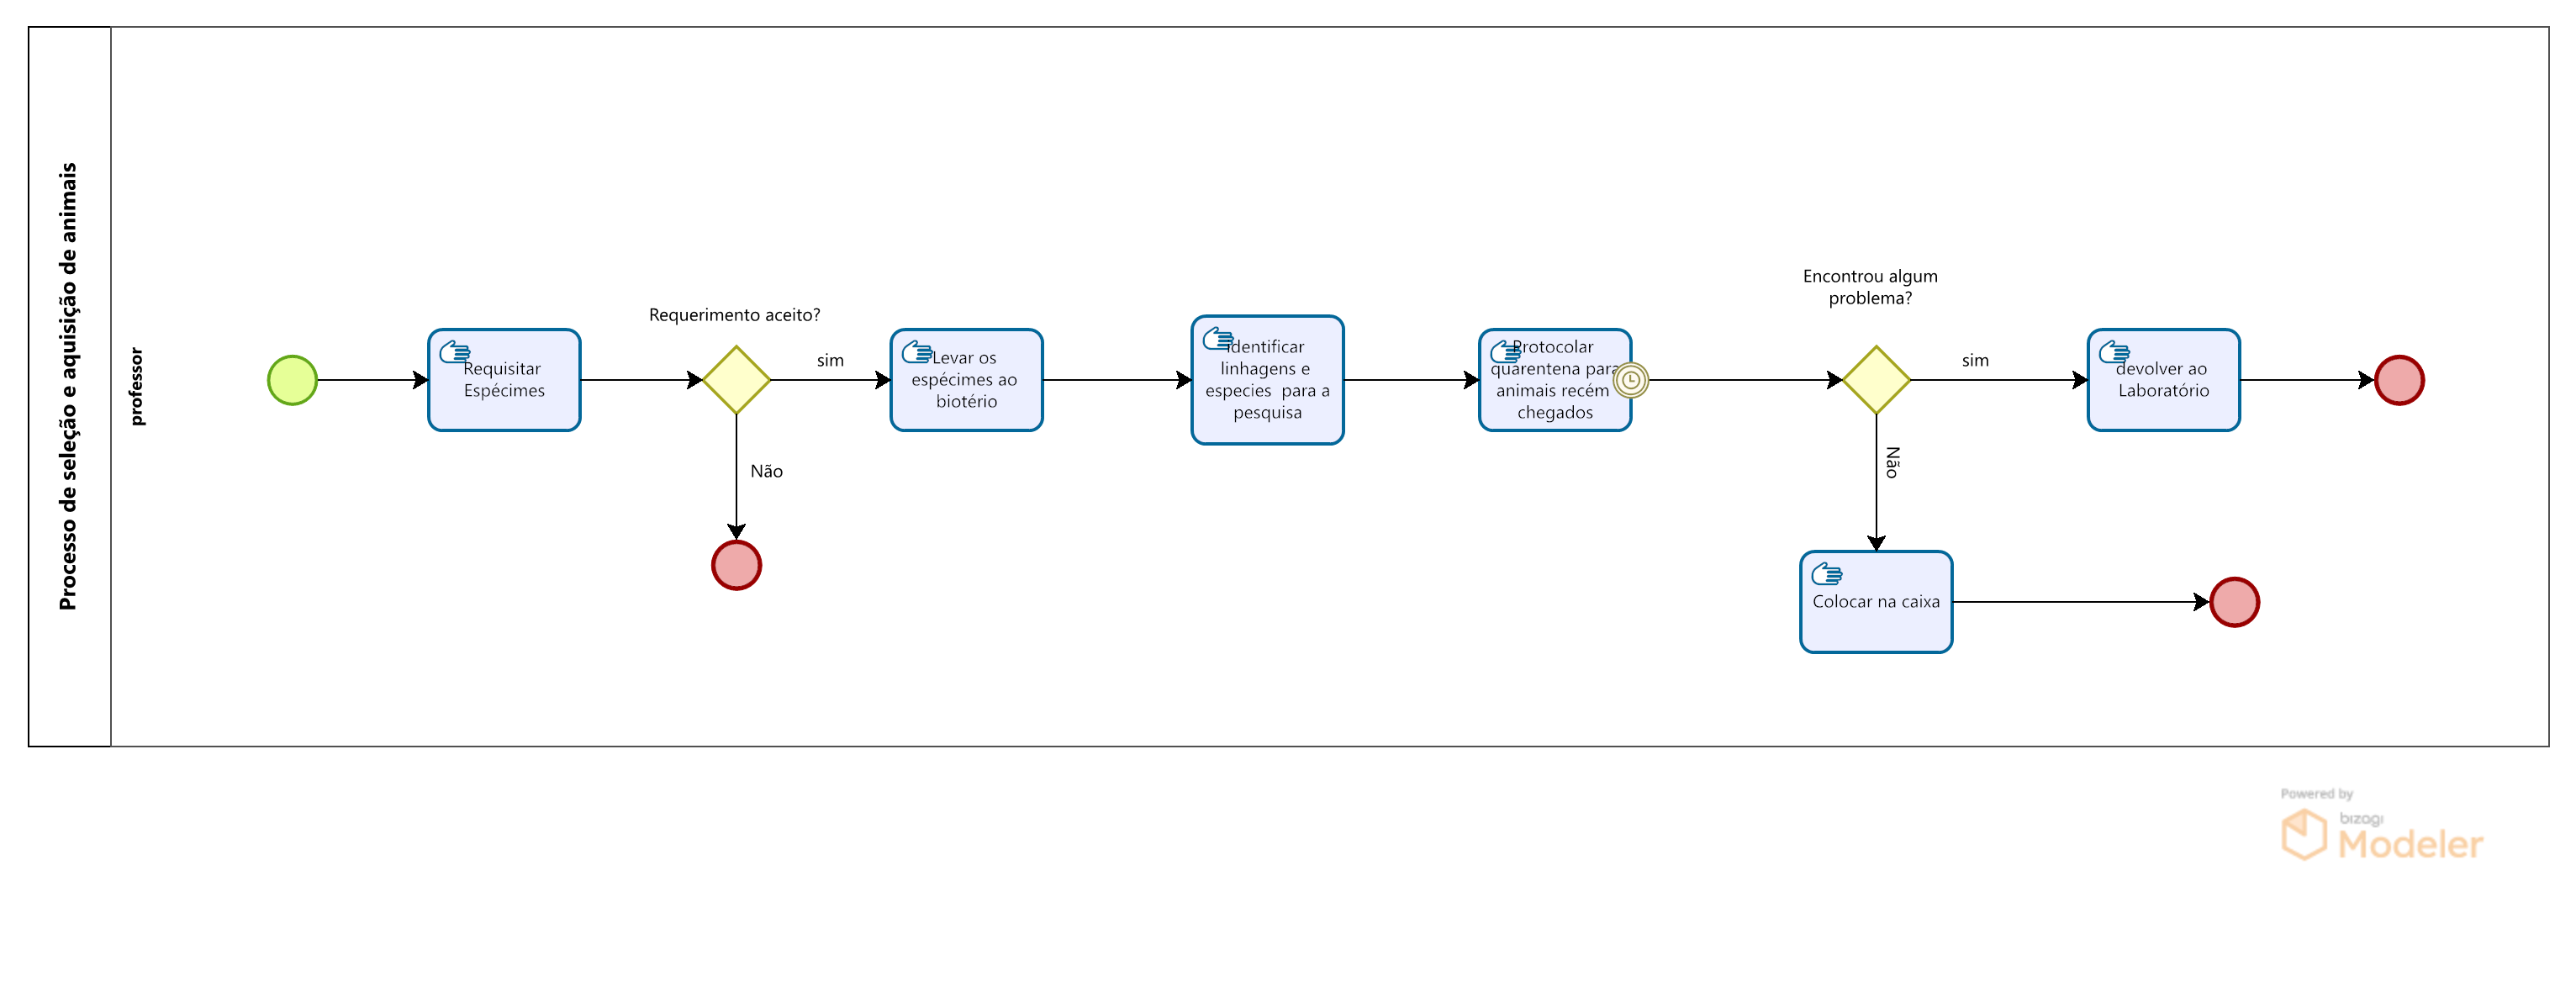 Processo de seleção e aquisição de animais
professor
Requisitar
Espécimes
Requerimento aceito?
sim
Não
Levar os
espécimes ao
biotério
Identificar
linhagens e
especies para a
pesquisa
Protocolar
quarentena para
animais recém
chegados
Encontrou algum
problema?
sim
Não
devolver ao
Laboratório
Colocar na caixa
Powered by
bizagi
Modeler